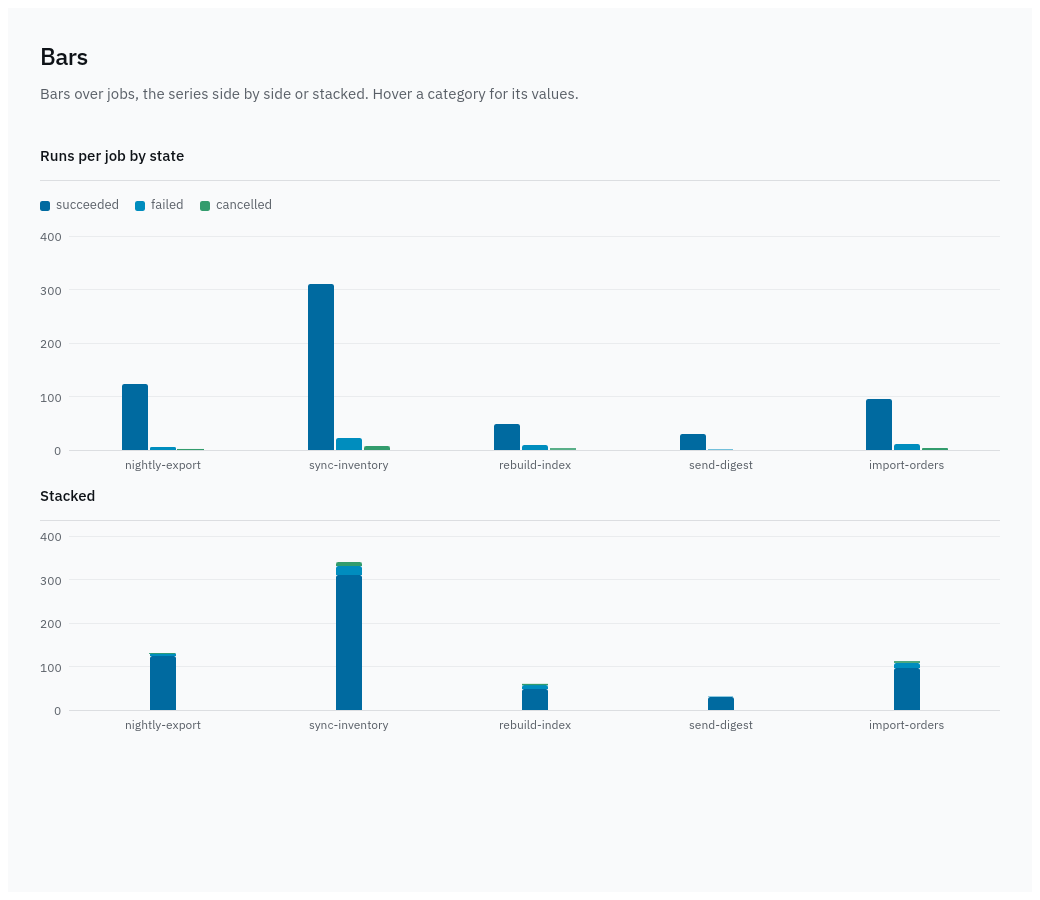 Bars
Bars over jobs, the series side by side or stacked. Hover a category for its values.
Runs per job by state
succeeded failed cancelled
400
300
200
100
0
nightly-export sync-inventory rebuild-index send-digest import-orders
Stacked
400
300
200
100
0
nightly-export sync-inventory rebuild-index send-digest import-orders